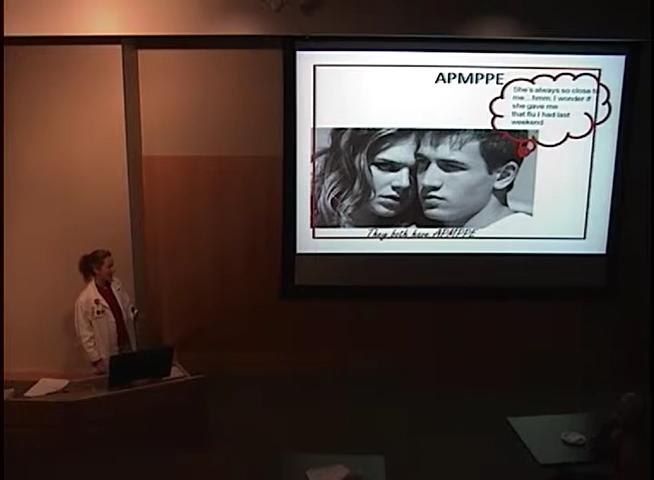 APMPPE
She's always so close to
me... hmm. I wonder if
she gave me
that flu I had last
weekend
They both have APMPPE